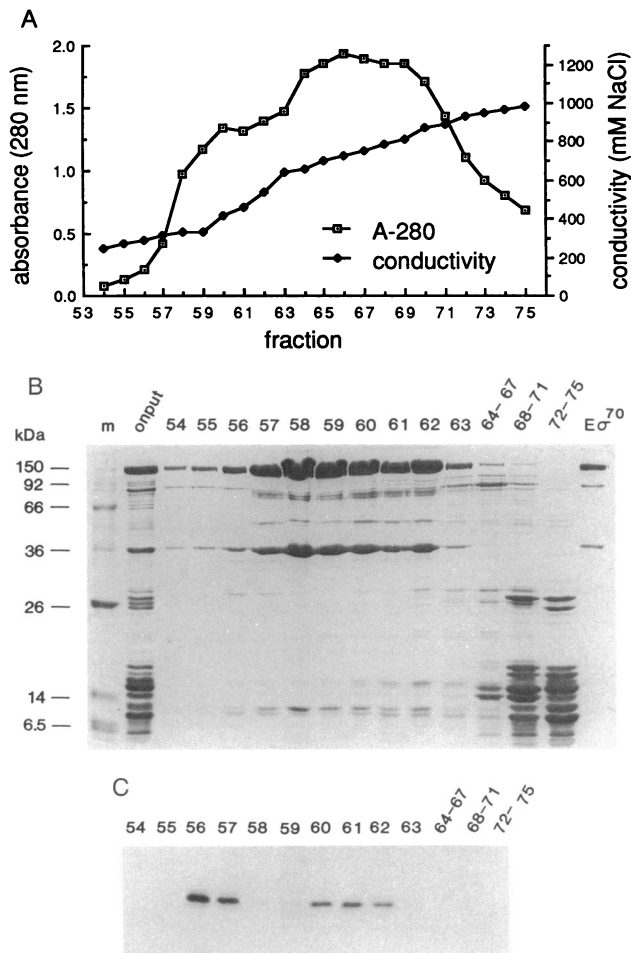 A
absorbance (280 nm)
2.0
1.5
1.0
0.5
0.0
1200
1000
800
600
400
200
0
conductivity (mM NaCl)
A-280
conductivity
53 55 57 59 61 63 65 67 69 71 73 75
fraction
B
kDa
m onput 54 55 56 57 58 59 60 61 62 63 64-67 68-71 72-75 Eσ70
150
92
66
36
26
14
6.5
C
54 55 56 57 58 59 60 61 62 63 64-67 68-71 72-75